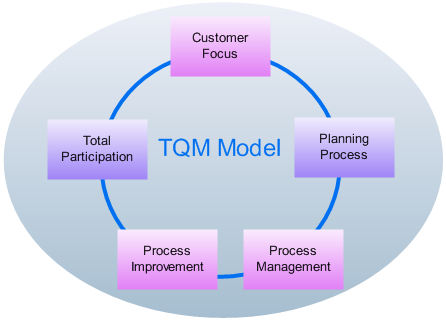 Customer
Focus
Total
Participation
TQM Model
Planning
Process
Process
Improvement
Process
Management